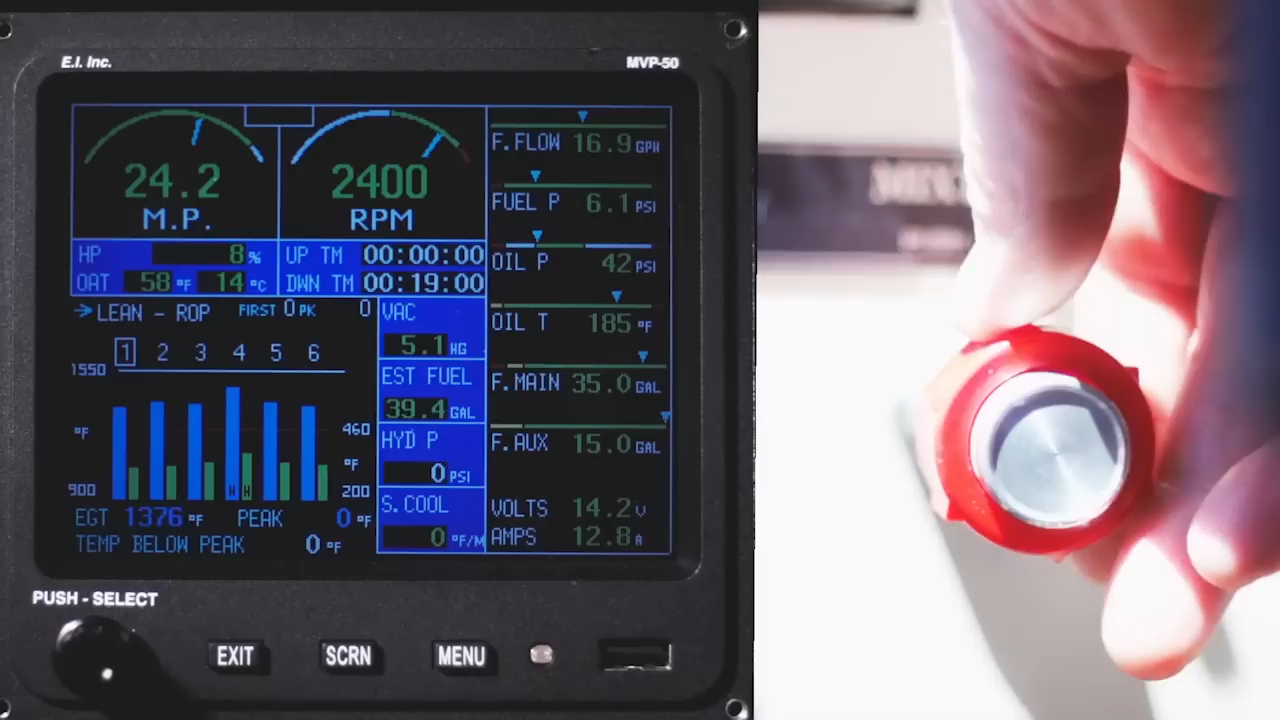 E.I. Inc. MVP-50
24.2
M.P.
2400
RPM
HP 8 %
OAT 58 °F 14 °C
UP TM 00:00:00
DWN TM 00:19:00
→LEAN - ROP FIRST 0 PK 0
1 2 3 4 5 6
1550
°F
900
460
°F
200
H H
EGT 1376 °F PEAK 0 °F
TEMP BELOW PEAK 0 °F
VAC
5.1 HG
EST FUEL
39.4 GAL
HYD P
0 PSI
S.COOL
0 °F/M
F.FLOW 16.9 GPH
FUEL P 6.1 PSI
OIL P 42 PSI
OIL T 185 °F
F.MAIN 35.0 GAL
F.AUX 15.0 GAL
VOLTS 14.2 V
AMPS 12.8 A
PUSH - SELECT
EXIT SCRN MENU